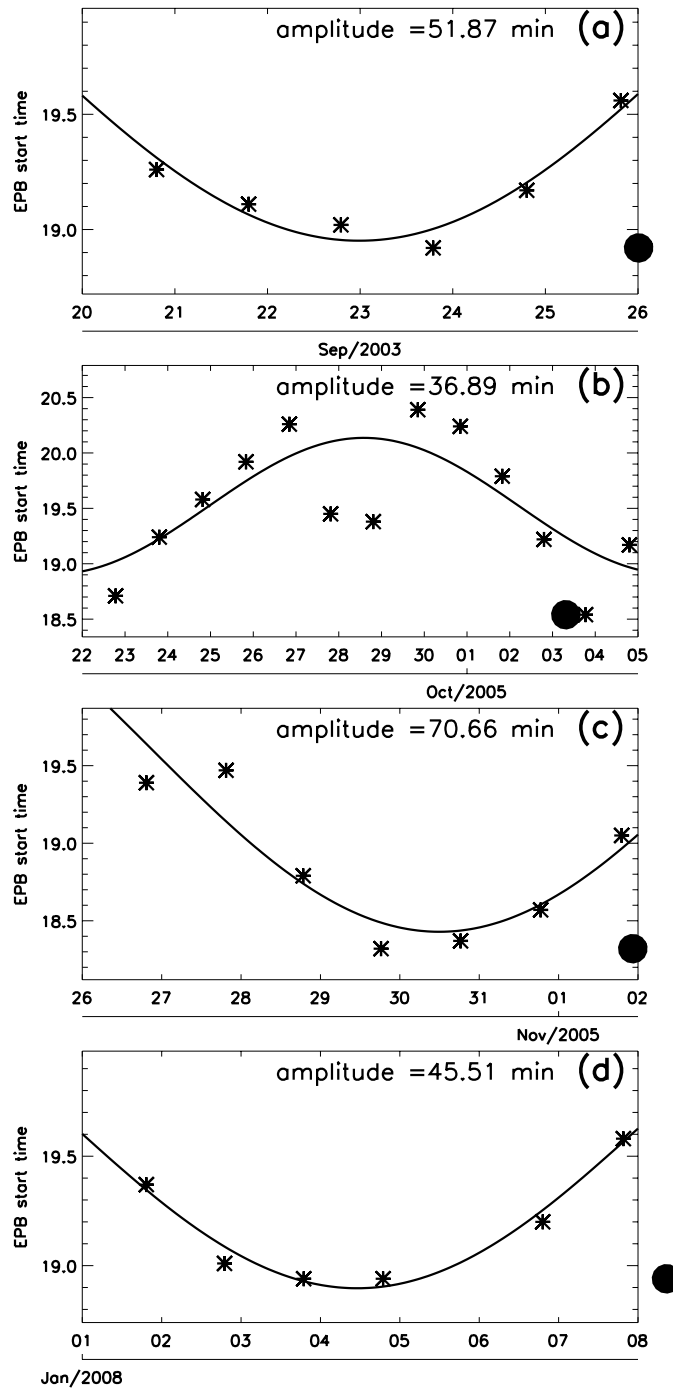 amplitude =51.87 min (a)
19.5
19.0
EPB start time
20 21 22 23 24 25 26
Sep/2003
amplitude =36.89 min (b)
20.5
20.0
19.5
19.0
18.5
EPB start time
22 23 24 25 26 27 28 29 30 01 02 03 04 05
Oct/2005
amplitude =70.66 min (c)
19.5
19.0
18.5
EPB start time
26 27 28 29 30 31 01 02
Nov/2005
amplitude =45.51 min (d)
19.5
19.0
EPB start time
01 02 03 04 05 06 07 08
Jan/2008